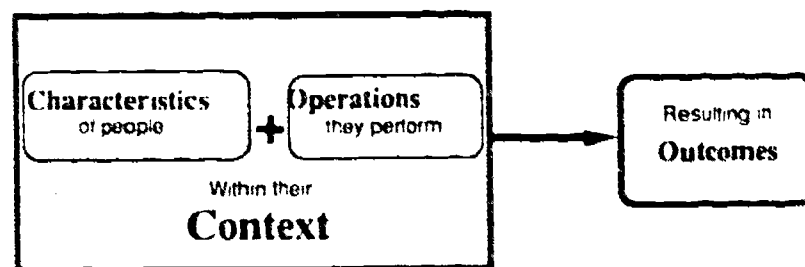 Characteristics
of people
+
Operations
they perform
Within their
Context
Resulting in
Outcomes